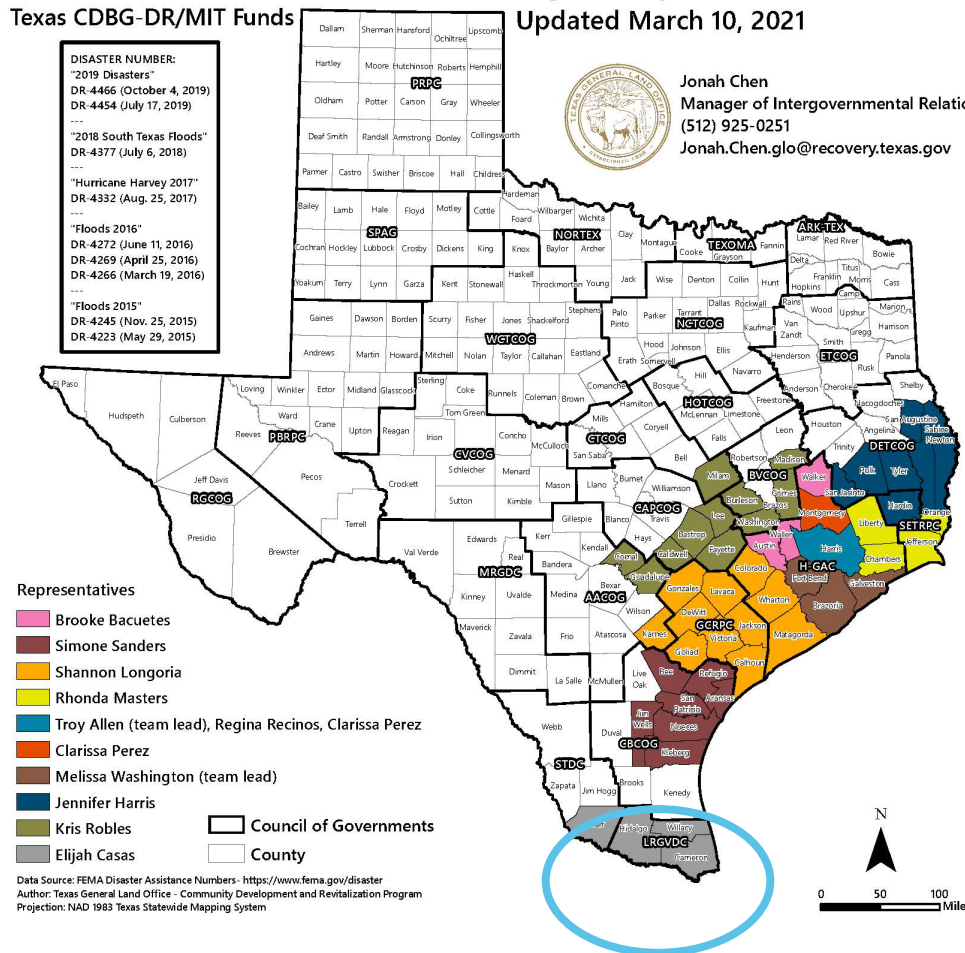 Texas CDBG-DR/MIT Funds
Updated March 10, 2021
DISASTER NUMBER:
"2019 Disasters"
DR-4466 (October 4, 2019)
DR-4454 (July 17, 2019)
---
"2018 South Texas Floods"
DR-4377 (July 6, 2018)
---
"Hurricane Harvey 2017"
DR-4332 (Aug. 25, 2017)
---
"Floods 2016"
DR-4272 (June 11, 2016)
DR-4269 (April 25, 2016)
DR-4266 (March 19, 2016)
---
"Floods 2015"
DR-4245 (Nov. 25, 2015)
DR-4223 (May 29, 2015)
TEXAS GENERAL LAND OFFICE
ESTABLISHED 1836
Jonah Chen
Manager of Intergovernmental Relatio
(512) 925-0251
Jonah.Chen.glo@recovery.texas.gov
Dallam Sherman Hansford Ochiltree Lipscomb
Hartley Moore Hutchinson Roberts Hemphill
PRPC
Oldham Potter Carson Gray Wheeler
Deaf Smith Randall Armstrong Donley Collingsworth
Parmer Castro Swisher Briscoe Hall Childress
Bailey Lamb Hale Floyd Motley Cottle Foard Hardeman Wilbarger Wichita Clay Montague
SPAG NORTEX
Cooke TEXOMA Grayson Fannin
ARK-TEX Lamar Red River Bowie
Delta Titus Franklin Morris Hopkins Cass
Cochran Hockley Lubbock Crosby Dickens King Knox Baylor Archer
Yoakum Terry Lynn Garza Kent Stonewall Haskell Throckmorton Young Jack Wise Denton Collin Hunt
Gaines Dawson Borden Scurry Fisher Jones Shackelford Stephens Palo Pinto Parker Tarrant Dallas Rockwall Kaufman
WCTCOG NCTCOG
Rains Wood Camp Upshur Marion Van Zandt Smith Gregg Harrison
ETCOG
Andrews Martin Howard Mitchell Nolan Taylor Callahan Eastland Erath Hood Somervell Johnson Ellis Navarro Henderson Rusk Panola
El Paso Hudspeth Culberson Loving Winkler Ector Midland Glasscock Sterling Coke Runnels Coleman Brown Comanche Bosque Hill Freestone Anderson Cherokee Shelby
HOTCOG
Ward Crane Upton Reagan Irion Tom Green Concho McCulloch Mills Hamilton McLennan Limestone Leon Houston Nacogdoches San Augustine Sabine
Reeves PBRPC CVCOG CTCOG
San Saba Coryell Falls Bell Robertson Madison Trinity Angelina Newton
DETCOG BVCOG
Jeff Davis Pecos Crockett Schleicher Menard Mason Llano Burnet Williamson Milam Burleson Brazos Grimes Walker San Jacinto Polk Tyler
RGCOG CAPCOG
Sutton Kimble Gillespie Blanco Travis Lee Washington Montgomery Liberty Hardin Orange
SETRPC
Presidio Brewster Terrell Val Verde Edwards Kerr Kendall Hays Bastrop Caldwell Fayette Austin Waller Harris Chambers Jefferson
H-GAC
Real Bandera Comal Guadalupe Colorado Fort Bend Galveston
MRGDC AACOG
Kinney Uvalde Medina Bexar Wilson Gonzales Lavaca Wharton Brazoria
GCRPC
Maverick Zavala Frio Atascosa Karnes DeWitt Victoria Jackson Matagorda
Goliad Calhoun
Dimmit La Salle McMullen Live Oak Bee Refugio
San Patricio Aransas
Webb Duval Jim Wells Nueces
CBCOG
Kleberg
STDC
Zapata Jim Hogg Brooks Kenedy
Hidalgo Willacy
LRGVDC
Cameron
Representatives
Brooke Bacuetes
Simone Sanders
Shannon Longoria
Rhonda Masters
Troy Allen (team lead), Regina Recinos, Clarissa Perez
Clarissa Perez
Melissa Washington (team lead)
Jennifer Harris
Kris Robles
Elijah Casas
Council of Governments
County
N
0 50 100
Mile
Data Source: FEMA Disaster Assistance Numbers- https://www.fema.gov/disaster
Author: Texas General Land Office - Community Development and Revitalization Program
Projection: NAD 1983 Texas Statewide Mapping System